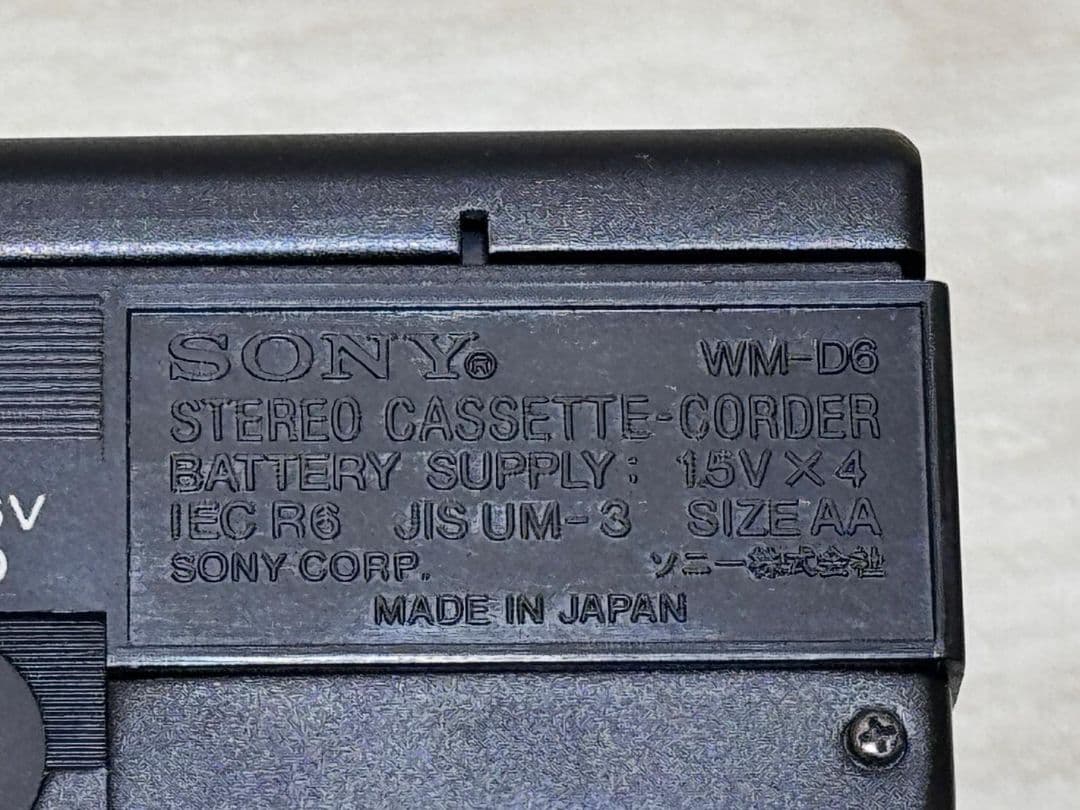 SONY® WM-D6
STEREO CASSETTE-CORDER
BATTERY SUPPLY: 1.5V×4
IEC R6 JIS UM-3 SIZE AA
SONY CORP. ソニー株式会社
MADE IN JAPAN
V